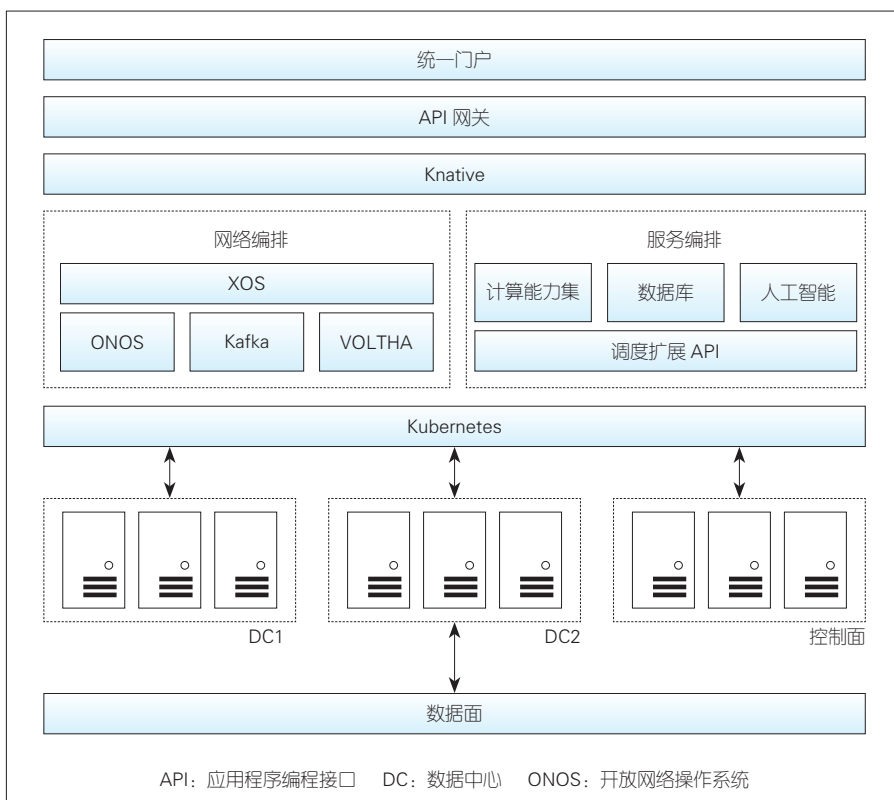 统一门户
API 网关
Knative
网络编排
XOS
ONOS
Kafka
VOLTHA
服务编排
计算能力集
数据库
人工智能
调度扩展 API
Kubernetes
DC1
DC2
控制面
数据面
API：应用程序编程接口 DC：数据中心 ONOS：开放网络操作系统